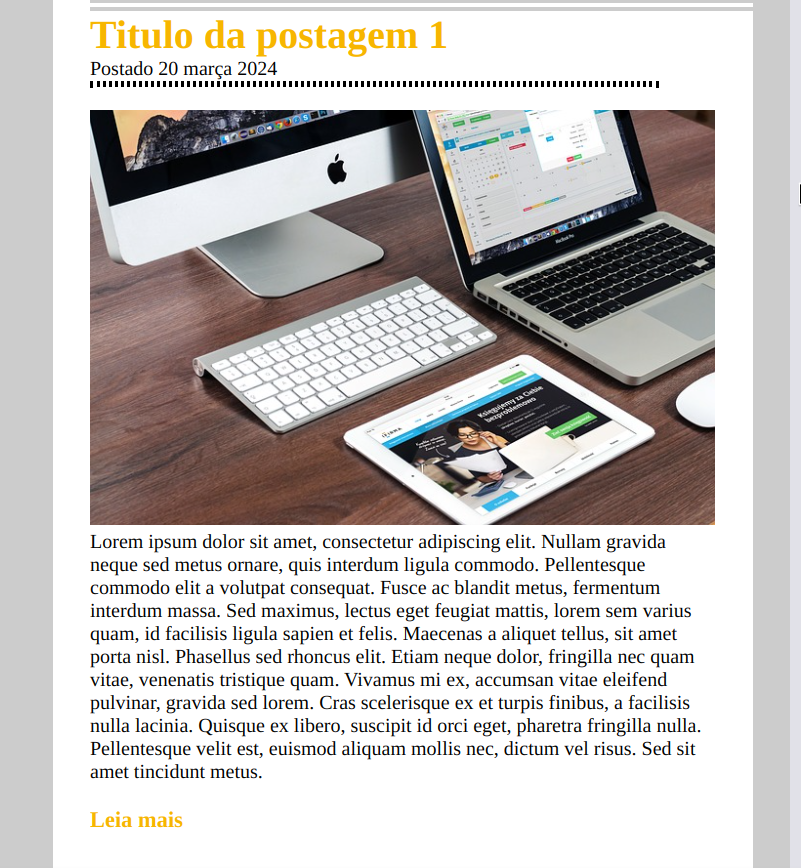 Titulo da postagem 1
Postado 20 março 2024
MacBook Pro
Księgujemy za Ciebie
bezproblemowo
Lorem ipsum dolor sit amet, consectetur adipiscing elit. Nullam gravida
neque sed metus ornare, quis interdum ligula commodo. Pellentesque
commodo elit a volutpat consequat. Fusce ac blandit metus, fermentum
interdum massa. Sed maximus, lectus eget feugiat mattis, lorem sem varius
quam, id facilisis ligula sapien et felis. Maecenas a aliquet tellus, sit amet
porta nisl. Phasellus sed rhoncus elit. Etiam neque dolor, fringilla nec quam
vitae, venenatis tristique quam. Vivamus mi ex, accumsan vitae eleifend
pulvinar, gravida sed lorem. Cras scelerisque ex et turpis finibus, a facilisis
nulla lacinia. Quisque ex libero, suscipit id orci eget, pharetra fringilla nulla.
Pellentesque velit est, euismod aliquam mollis nec, dictum vel risus. Sed sit
amet tincidunt metus.
Leia mais